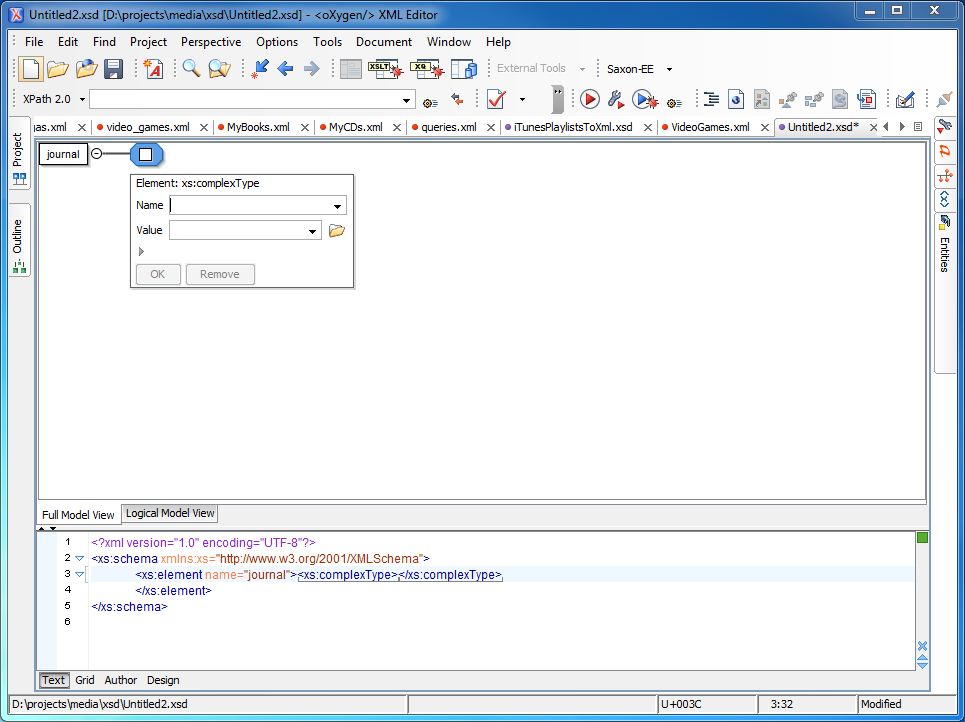 Untitled2.xsd [D:\projects\media\xsd\Untitled2.xsd] - <oXygen/> XML Editor
File Edit Find Project Perspective Options Tools Document Window Help
XSLT XQ External Tools Saxon-EE
XPath 2.0
as.xml video_games.xml MyBooks.xml MyCDs.xml queries.xml iTunesPlaylistsToXml.xsd VideoGames.xml Untitled2.xsd*
Project
Outline
Entities
journal
Element: xs:complexType
Name
Value
OK Remove
Full Model View Logical Model View
1 <?xml version="1.0" encoding="UTF-8"?>
2 <xs:schema xmlns:xs="http://www.w3.org/2001/XMLSchema">
3 <xs:element name="journal"><xs:complexType></xs:complexType>
4 </xs:element>
5 </xs:schema>
6
Text Grid Author Design
D:\projects\media\xsd\Untitled2.xsd U+003C 3:32 Modified